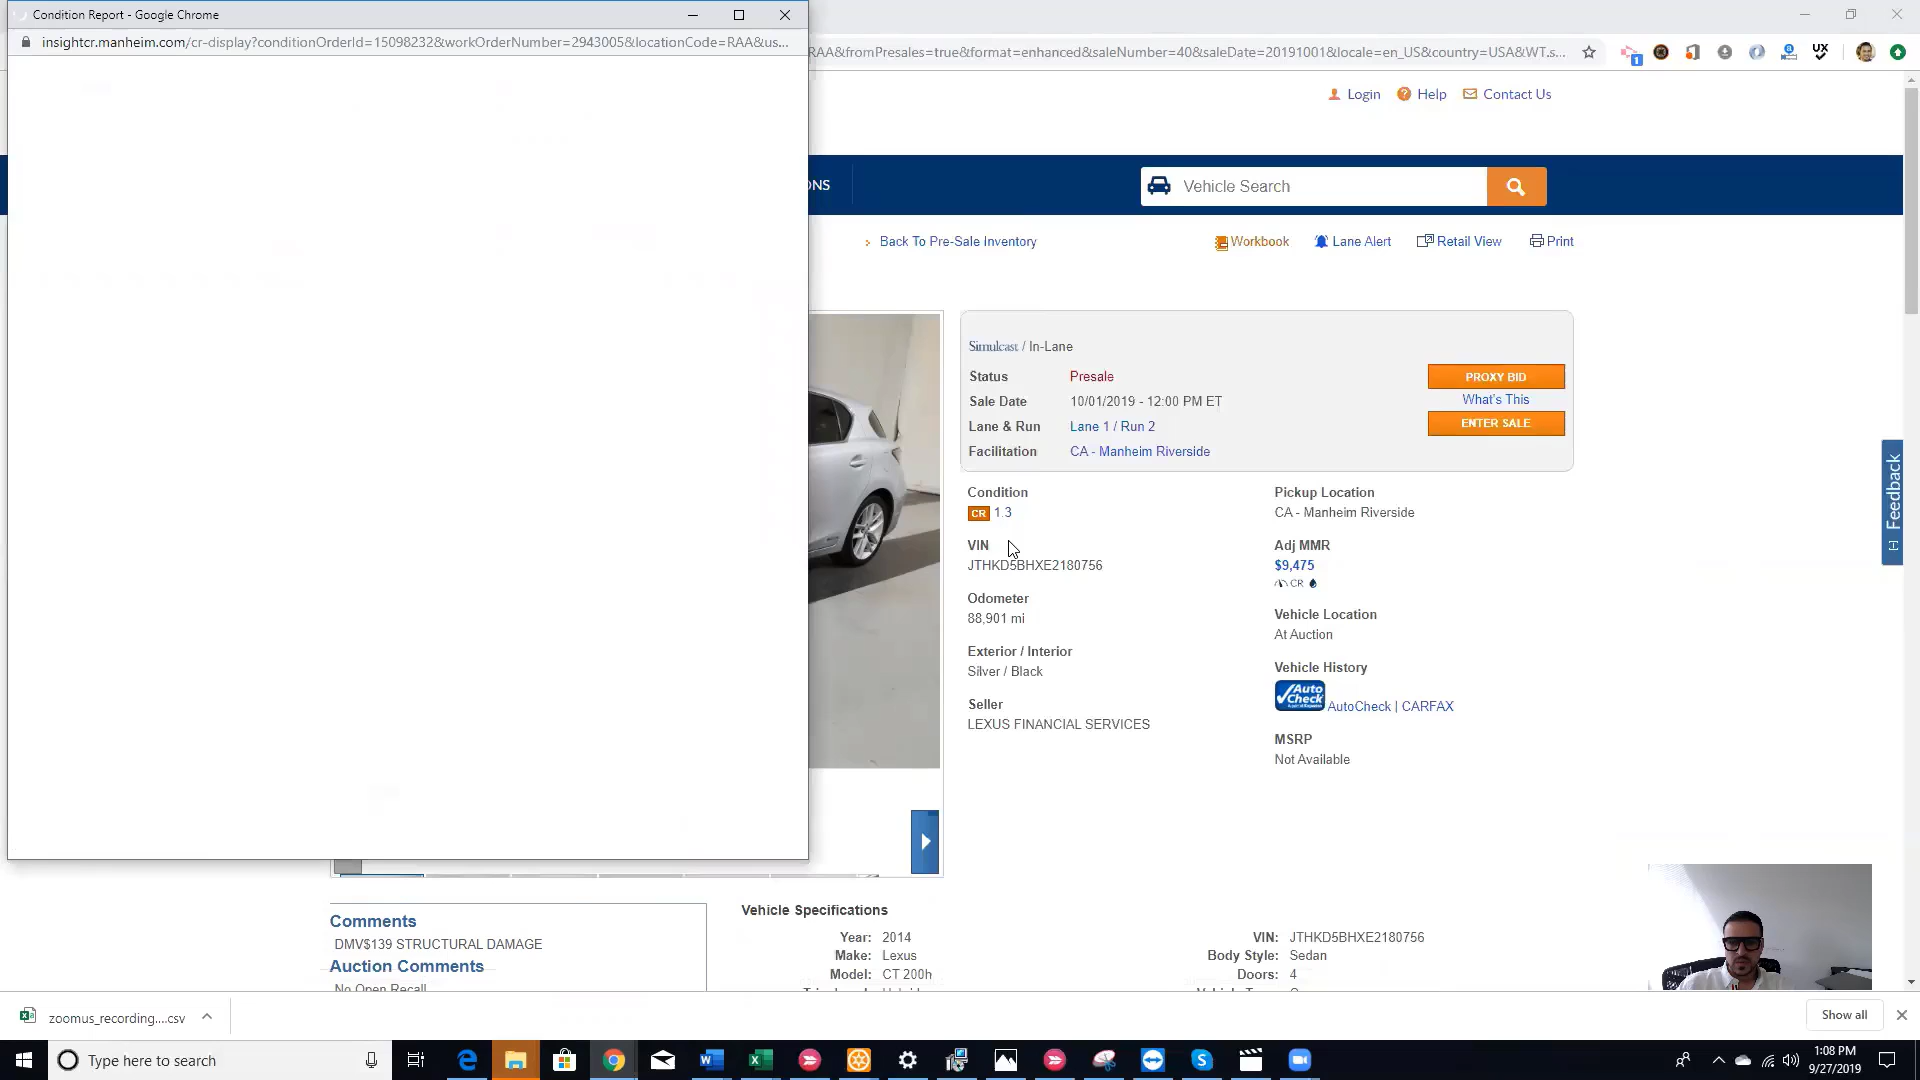 Condition Report - Google Chrome
insightcr.manheim.com/cr-display?conditionOrderId=15098232&workOrderNumber=2943005&locationCode=RAA&us...
RAA&fromPresales=true&format=enhanced&saleNumber=40&saleDate=20191001&locale=en_US&country=USA&WT.s...
1
UX
Login
Help
Contact Us
ONS
Vehicle Search
Back To Pre-Sale Inventory
Workbook
Lane Alert
Retail View
Print
Simulcast / In-Lane
Status Presale
PROXY BID
What's This
Sale Date 10/01/2019 - 12:00 PM ET
Lane & Run Lane 1 / Run 2
ENTER SALE
Facilitation CA - Manheim Riverside
Feedback
Condition
CR 1.3
VIN
JTHKD5BHXE2180756
Odometer
88,901 mi
Exterior / Interior
Silver / Black
Seller
LEXUS FINANCIAL SERVICES
Pickup Location
CA - Manheim Riverside
Adj MMR
$9,475
CR
Vehicle Location
At Auction
Vehicle History
Auto Check
AutoCheck | CARFAX
MSRP
Not Available
Comments
DMV$139 STRUCTURAL DAMAGE
Auction Comments
No Open Recall
Vehicle Specifications
Year: 2014
Make: Lexus
Model: CT 200h
VIN: JTHKD5BHXE2180756
Body Style: Sedan
Doors: 4
zoomus_recording....csv
Show all
Type here to search
1:08 PM
9/27/2019